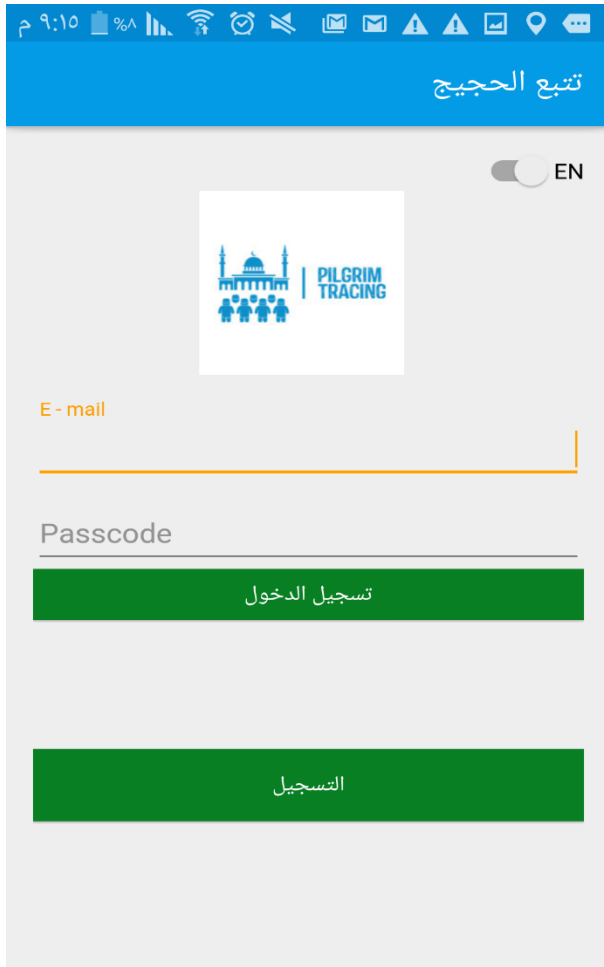 ٩:١٥ م
%٨
تتبع الحجيج
EN
PILGRIM
TRACING
E - mail
Passcode
تسجيل الدخول
التسجيل